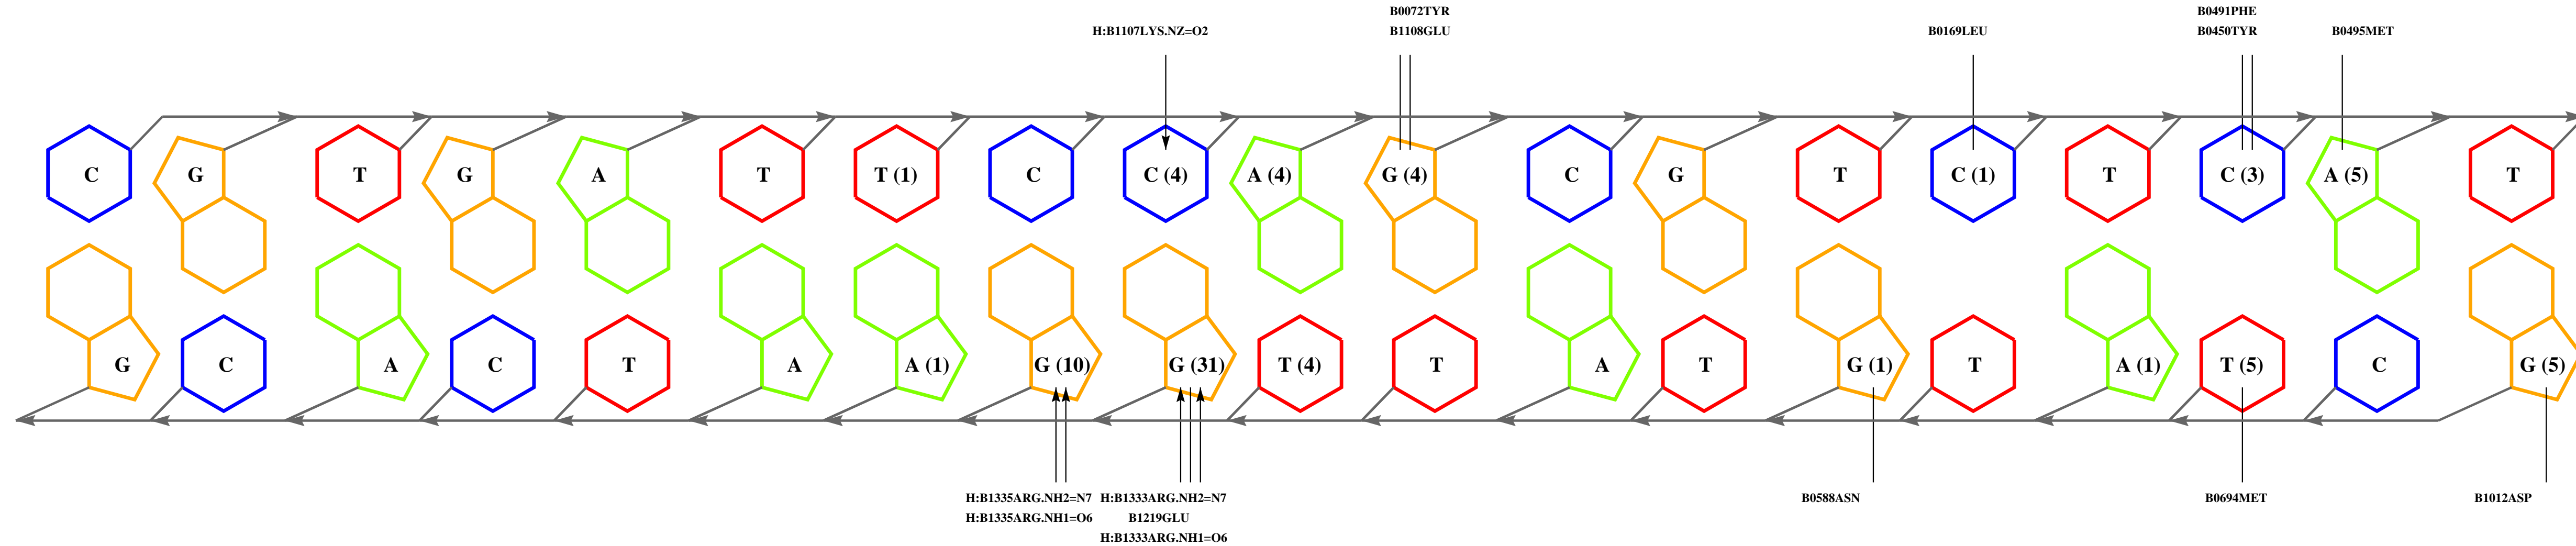 B0072TYR B0491PHE
H:B1107LYS.NZ=O2 B1108GLU B0169LEU B0450TYR B0495MET
C G T G A T T (1) C C (4) A (4) G (4) C G T C (1) T C (3) A (5) T
G C A C T A A (1) G (10) G (31) T (4) T A T G (1) T A (1) T (5) C G (5)
H:B1335ARG.NH2=N7 H:B1333ARG.NH2=N7 B0588ASN B0694MET B1012ASP
H:B1335ARG.NH1=O6 B1219GLU
H:B1333ARG.NH1=O6